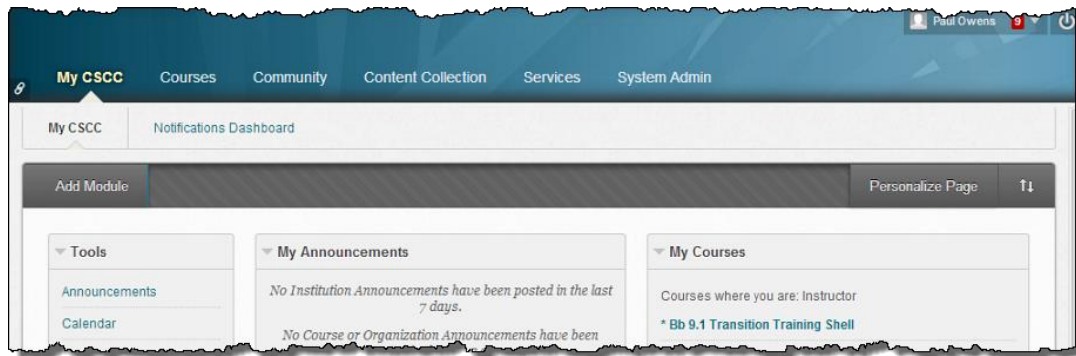 Paul Owens 9
My CSCC Courses Community Content Collection Services System Admin
My CSCC Notifications Dashboard
Add Module Personalize Page
Tools
Announcements
Calendar
My Announcements
No Institution Announcements have been posted in the last
7 days.
No Course or Organization Announcements have been
My Courses
Courses where you are: Instructor
* Bb 9.1 Transition Training Shell